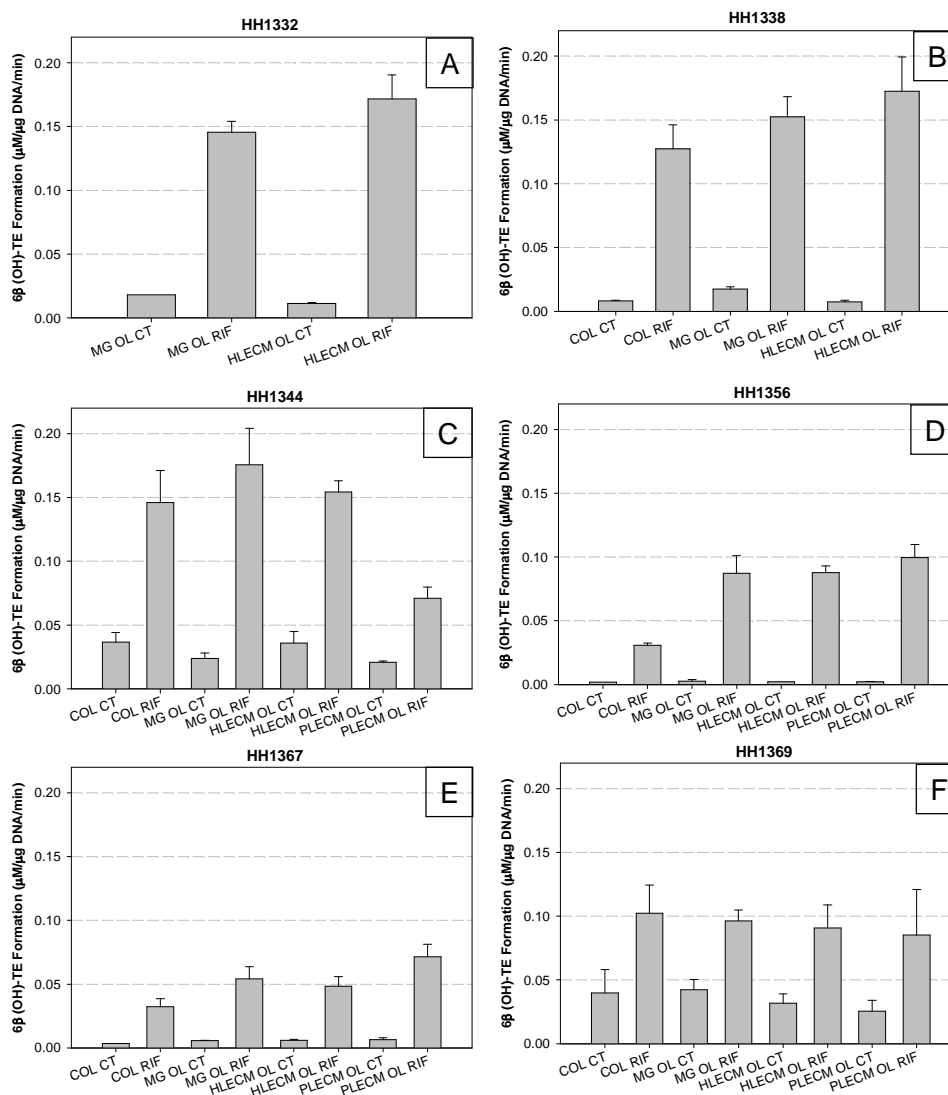 HH1332
A
6β (OH)-TE Formation (µM/µg DNA/min)
0.20
0.15
0.10
0.05
0.00
MG OL CT
MG OL RIF
HLECM OL CT
HLECM OL RIF
HH1338
B
6β (OH)-TE Formation (µM/µg DNA/min)
0.20
0.15
0.10
0.05
0.00
COL CT
COL RIF
MG OL CT
MG OL RIF
HLECM OL CT
HLECM OL RIF
HH1344
C
6β (OH)-TE Formation (µM/µg DNA/min)
0.20
0.15
0.10
0.05
0.00
COL CT
COL RIF
MG OL CT
MG OL RIF
HLECM OL CT
HLECM OL RIF
PLECM OL CT
PLECM OL RIF
HH1356
D
6β (OH)-TE Formation (µM/µg DNA/min)
0.20
0.15
0.10
0.05
0.00
COL CT
COL RIF
MG OL CT
MG OL RIF
HLECM OL CT
HLECM OL RIF
PLECM OL CT
PLECM OL RIF
HH1367
E
6β (OH)-TE Formation (µM/µg DNA/min)
0.20
0.15
0.10
0.05
0.00
COL CT
COL RIF
MG OL CT
MG OL RIF
HLECM OL CT
HLECM OL RIF
PLECM OL CT
PLECM OL RIF
HH1369
F
6β (OH)-TE Formation (µM/µg DNA/min)
0.20
0.15
0.10
0.05
0.00
COL CT
COL RIF
MG OL CT
MG OL RIF
HLECM OL CT
HLECM OL RIF
PLECM OL CT
PLECM OL RIF